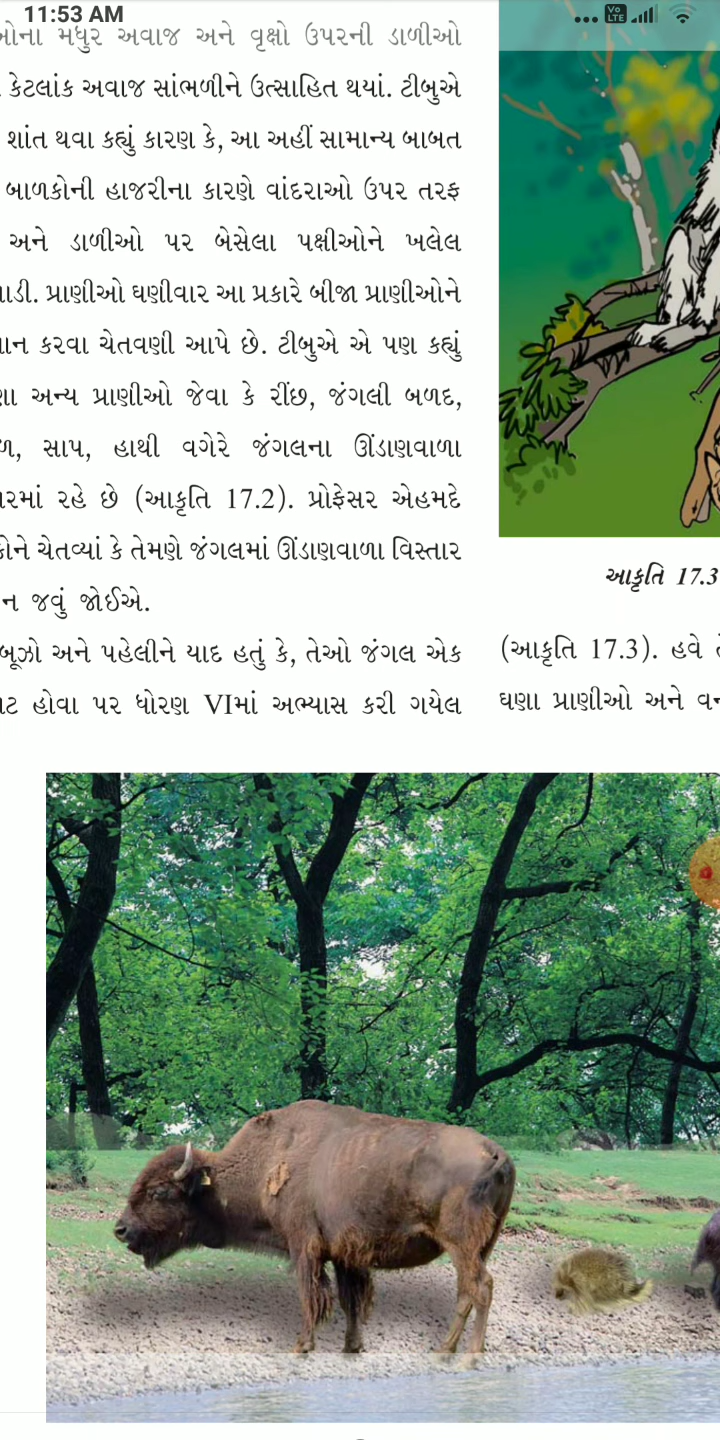 11:53 AM
મધુર અવાજ અને વૃક્ષો ઉપરની ડાળીઓ
કેટલાંક અવાજ સાંભળીને ઉત્સાહિત થયાં. ટીબુએ
શાંત થવા કહ્યું કારણ કે, આ અહીં સામાન્ય બાબત
બાળકોની હાજરીના કારણે વાંદરાઓ ઉપર તરફ
અને ડાળીઓ પર બેસેલા પક્ષીઓને ખલેલ
પ્રાણીઓ ઘણીવાર આ પ્રકારે બીજા પ્રાણીઓને
કરવા ચેતવણી આપે છે. ટીબુએ એ પણ કહ્યું
અન્ય પ્રાણીઓ જેવા કે રીંછ, જંગલી બળદ,
સાપ, હાથી વગેરે જંગલના ઊંડાણવાળા
રહે છે (આકૃતિ 17.2). પ્રોફેસર એહમદે
ચેતવ્યાં કે તેમણે જંગલમાં ઊંડાણવાળા વિસ્તાર
ન જવું જોઈએ.
બૂઝો અને પહેલીને યાદ હતું કે, તેઓ જંગલ એક
હોવા પર ધોરણ VIમાં અભ્યાસ કરી ગયેલ
આકૃતિ 17.3
(આકૃતિ 17.3). હવે
ઘણા પ્રાણીઓ અને